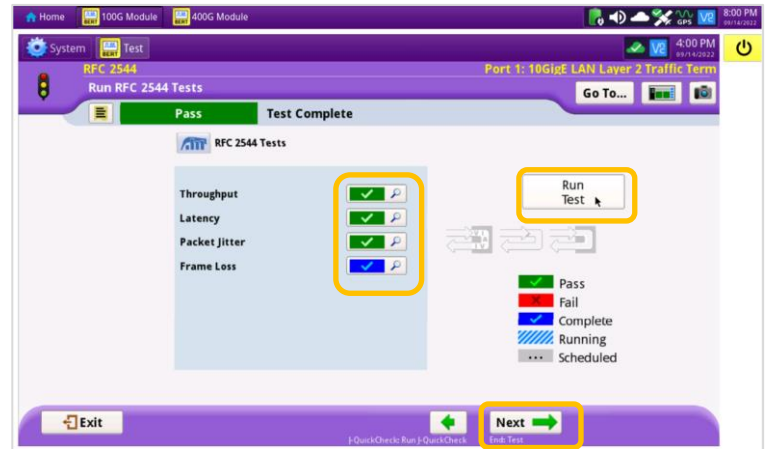 Home 100G Module 400G Module GPS V2 8:00 PM
09/14/2022
System Test V2 4:00 PM
09/14/2022
RFC 2544 Port 1: 10GigE LAN Layer 2 Traffic Term
Run RFC 2544 Tests Go To...
Pass Test Complete
RFC 2544 Tests
Throughput
Latency
Packet Jitter
Frame Loss
Run
Test
Pass
Fail
Complete
Running
Scheduled
Exit Next
J-QuickCheck: Run J-QuickCheck End: Test